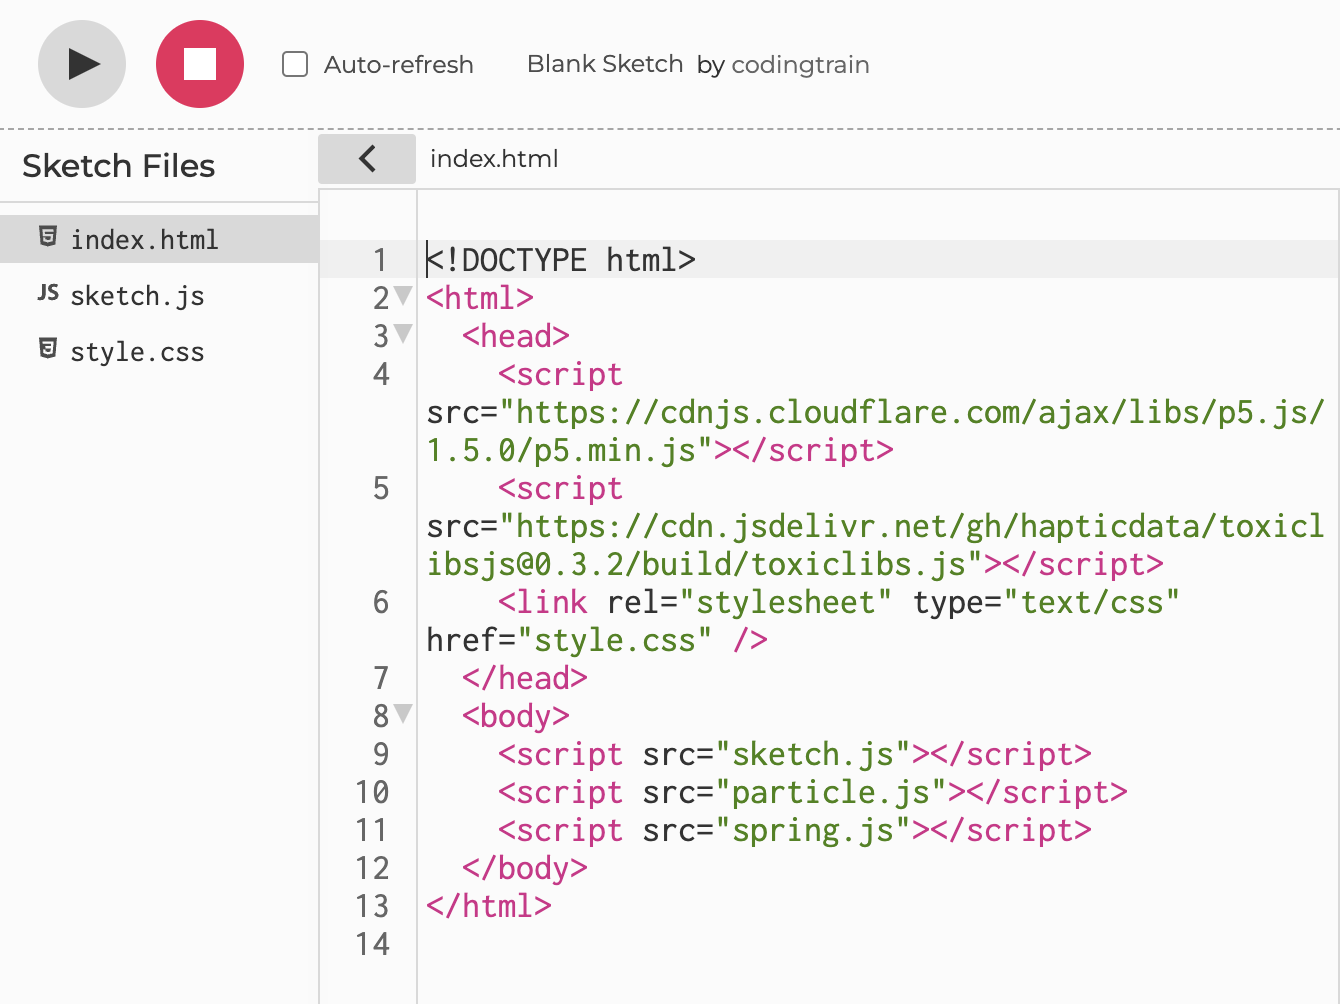 Auto-refresh
Blank Sketch by codingtrain
Sketch Files
index.html
JS sketch.js
style.css
index.html
1 <!DOCTYPE html>
2 <html>
3 <head>
4 <script
src="https://cdnjs.cloudflare.com/ajax/libs/p5.js/
1.5.0/p5.min.js"></script>
5 <script
src="https://cdn.jsdelivr.net/gh/hapticdata/toxicl
ibsjs@0.3.2/build/toxiclibs.js"></script>
6 <link rel="stylesheet" type="text/css"
href="style.css" />
7 </head>
8 <body>
9 <script src="sketch.js"></script>
10 <script src="particle.js"></script>
11 <script src="spring.js"></script>
12 </body>
13 </html>
14